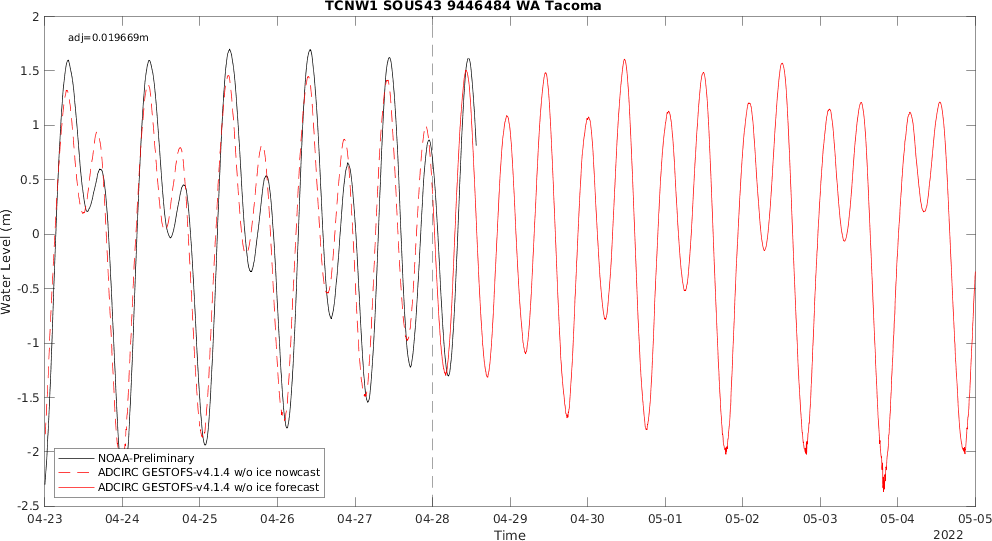 TCNW1 SOUS43 9446484 WA Tacoma
adj=0.019669m
2
1.5
1
0.5
0
-0.5
-1
-1.5
-2
-2.5
Water Level (m)
NOAA-Preliminary
ADCIRC GESTOFS-v4.1.4 w/o ice nowcast
ADCIRC GESTOFS-v4.1.4 w/o ice forecast
04-23 04-24 04-25 04-26 04-27 04-28 04-29 04-30 05-01 05-02 05-03 05-04 05-05
Time
2022